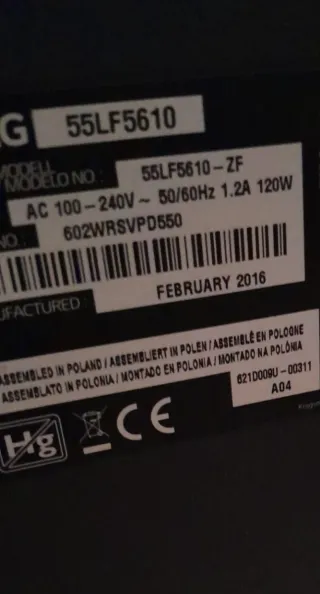 G 55LF5610
MODELL
MODELO NO. : 55LF5610-ZF
AC 100-240V ~ 50/60Hz 1.2A 120W
NO. : 602WRSVPD550
UFACTURED FEBRUARY 2016
ASSEMBLED IN POLAND / ASSEMBLIERT IN POLEN / ASSEMBLÉ EN POLOGNE
ASSEMBLATO IN POLONIA / MONTADO EN POLONIA / MONTADO NA POLÔNIA
621D009U-00311
A04
Hg CE